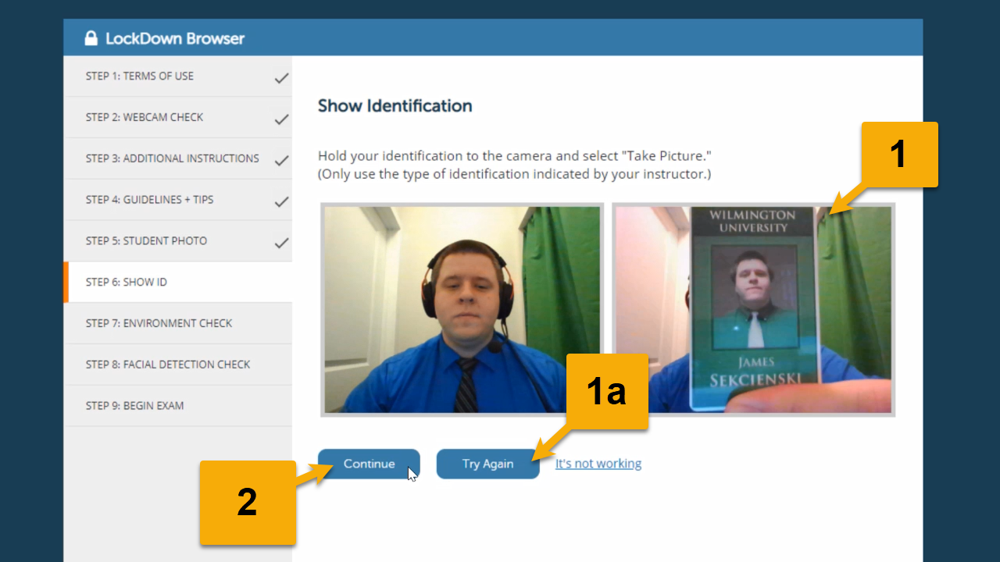 LockDown Browser
STEP 1: TERMS OF USE
STEP 2: WEBCAM CHECK
STEP 3: ADDITIONAL INSTRUCTIONS
STEP 4: GUIDELINES + TIPS
STEP 5: STUDENT PHOTO
STEP 6: SHOW ID
STEP 7: ENVIRONMENT CHECK
STEP 8: FACIAL DETECTION CHECK
STEP 9: BEGIN EXAM
Show Identification
Hold your identification to the camera and select "Take Picture."
(Only use the type of identification indicated by your instructor.)
1
WILMINGTON
UNIVERSITY
JAMES
SEKCIENSKI
1a
Continue
Try Again
It's not working
2